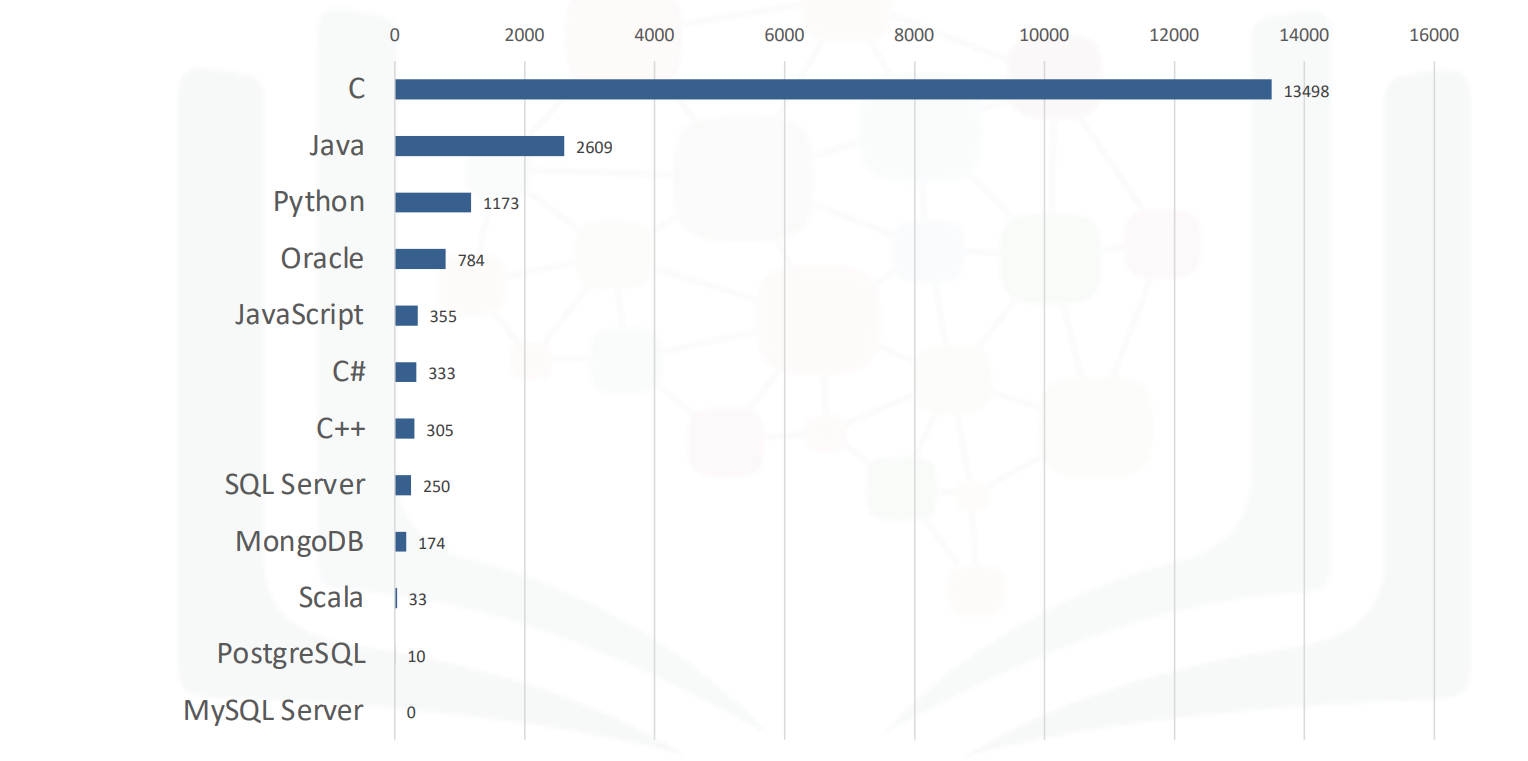 0 2000 4000 6000 8000 10000 12000 14000 16000
C 13498
Java 2609
Python 1173
Oracle 784
JavaScript 355
C# 333
C++ 305
SQL Server 250
MongoDB 174
Scala 33
PostgreSQL 10
MySQL Server 0